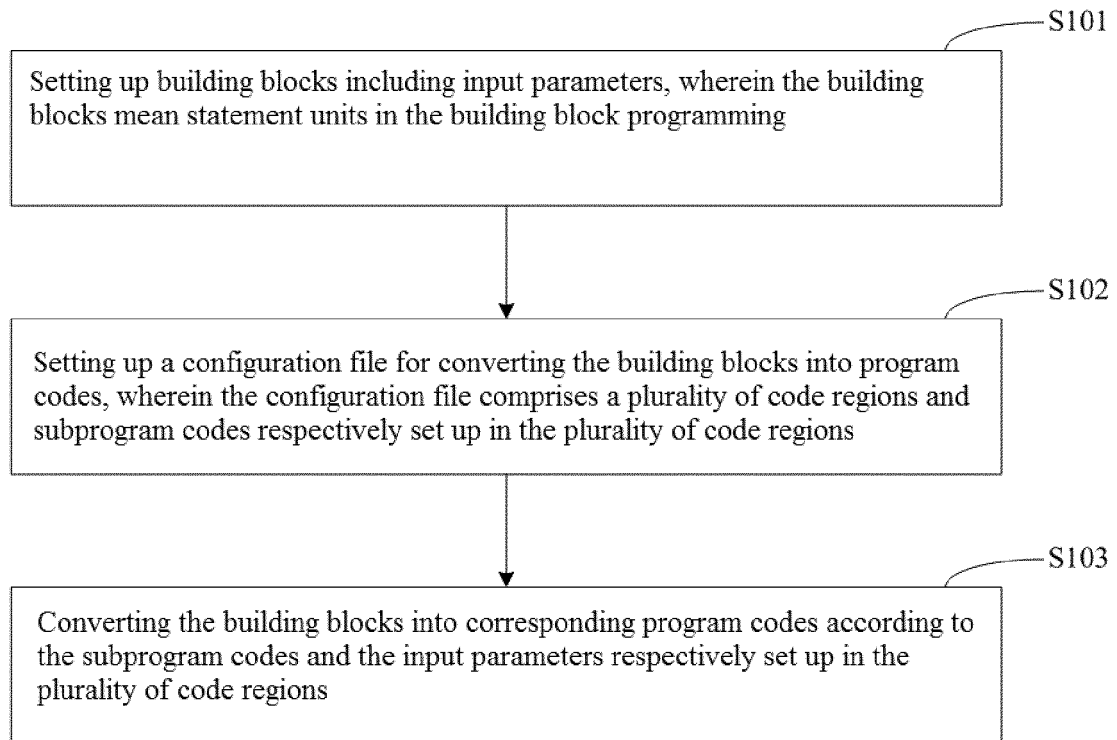 S101
Setting up building blocks including input parameters, wherein the building
blocks mean statement units in the building block programming
S102
Setting up a configuration file for converting the building blocks into program
codes, wherein the configuration file comprises a plurality of code regions and
subprogram codes respectively set up in the plurality of code regions
S103
Converting the building blocks into corresponding program codes according to
the subprogram codes and the input parameters respectively set up in the
plurality of code regions